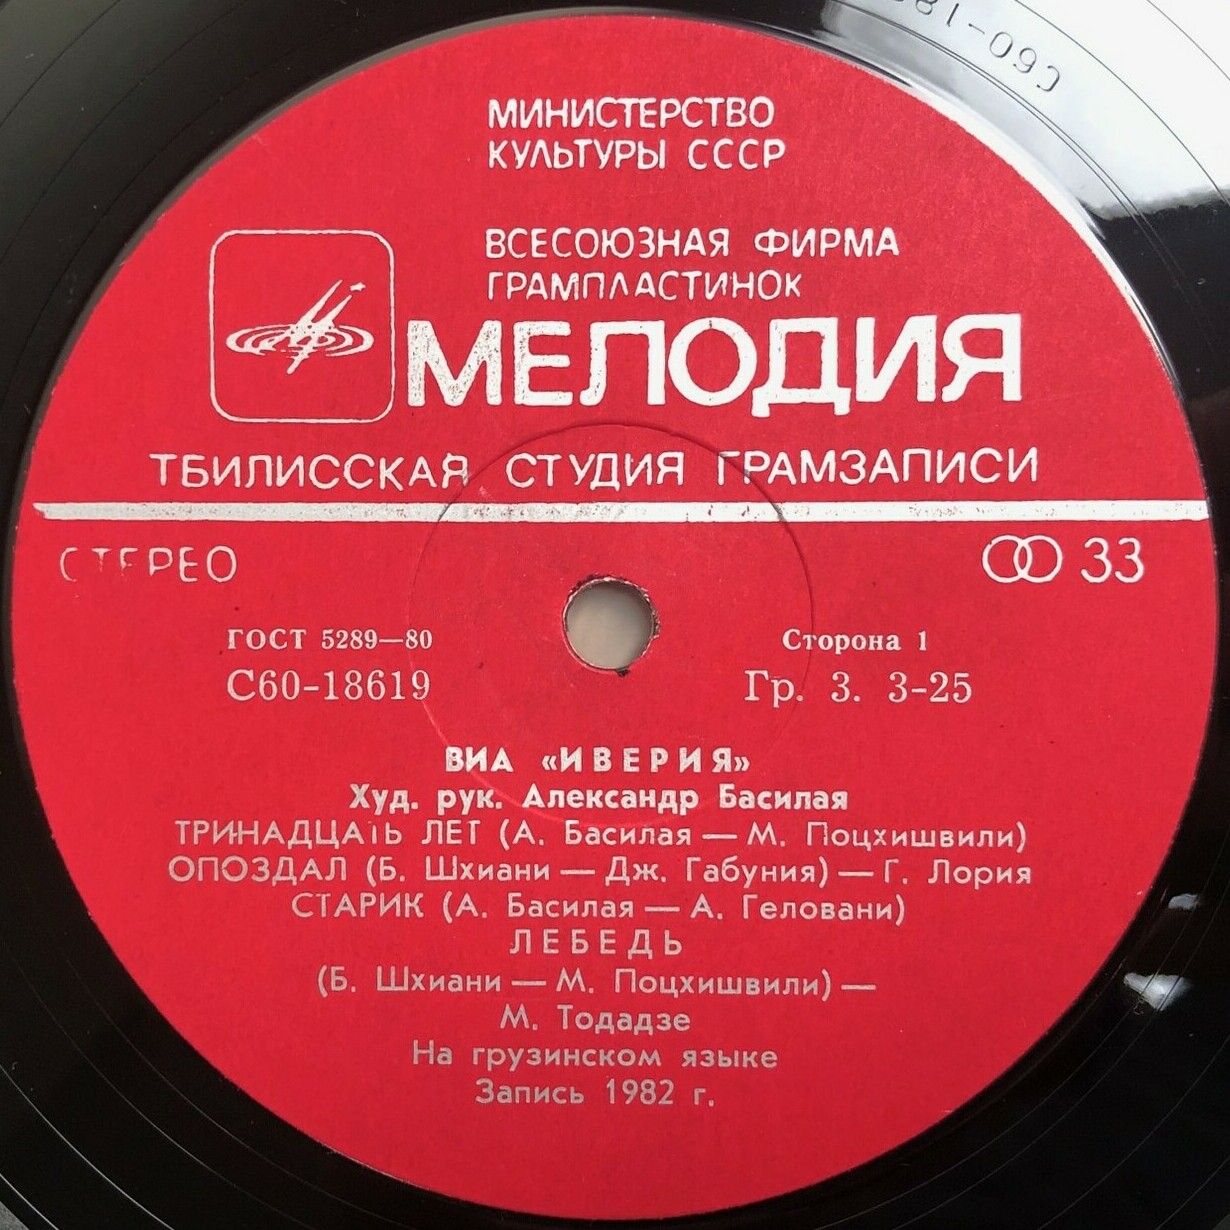 С60-18
МИНИСТЕРСТВО
КУЛЬТУРЫ СССР
ВСЕСОЮЗНАЯ ФИРМА
ГРАМПЛАСТИНОК
МЕЛОДИЯ
ТБИЛИССКАЯ СТУДИЯ ГРАМЗАПИСИ
СТЕРЕО
33
ГОСТ 5289—80
Сторона 1
С60-18619
Гр. 3. 3-25
ВИА «ИВЕРИЯ»
Худ. рук. Александр Басилая
ТРИНАДЦАТЬ ЛЕТ (А. Басилая — М. Поцхишвили)
ОПОЗДАЛ (Б. Шхиани — Дж. Габуния) — Г. Лория
СТАРИК (А. Басилая — А. Геловани)
ЛЕБЕДЬ
(Б. Шхиани — М. Поцхишвили) —
М. Тодадзе
На грузинском языке
Запись 1982 г.